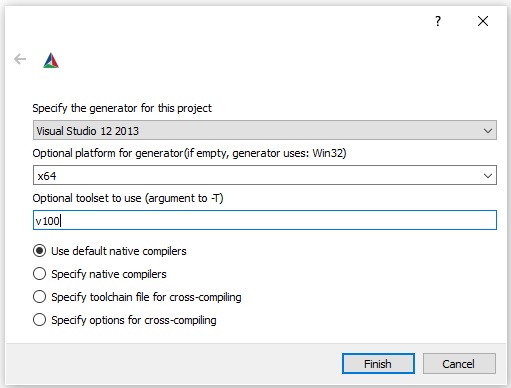 ?
Specify the generator for this project
Visual Studio 12 2013
Optional platform for generator(if empty, generator uses: Win32)
x64
Optional toolset to use (argument to -T)
v100
Use default native compilers
Specify native compilers
Specify toolchain file for cross-compiling
Specify options for cross-compiling
Finish Cancel